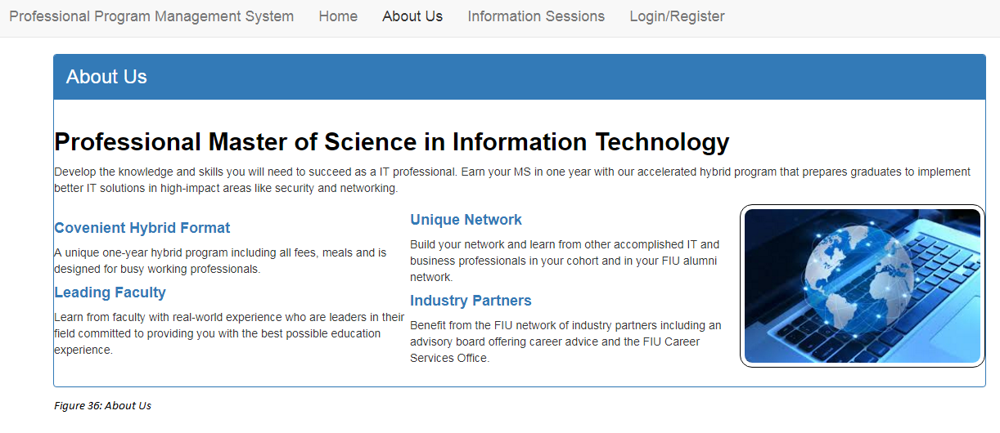 Professional Program Management System Home About Us Information Sessions Login/Register
About Us
Professional Master of Science in Information Technology
Develop the knowledge and skills you will need to succeed as a IT professional. Earn your MS in one year with our accelerated hybrid program that prepares graduates to implement
better IT solutions in high-impact areas like security and networking.
Covenient Hybrid Format
A unique one-year hybrid program including all fees, meals and is
designed for busy working professionals.
Leading Faculty
Learn from faculty with real-world experience who are leaders in their
field committed to providing you with the best possible education
experience.
Unique Network
Build your network and learn from other accomplished IT and
business professionals in your cohort and in your FIU alumni
network.
Industry Partners
Benefit from the FIU network of industry partners including an
advisory board offering career advice and the FIU Career
Services Office.
Figure 36: About Us